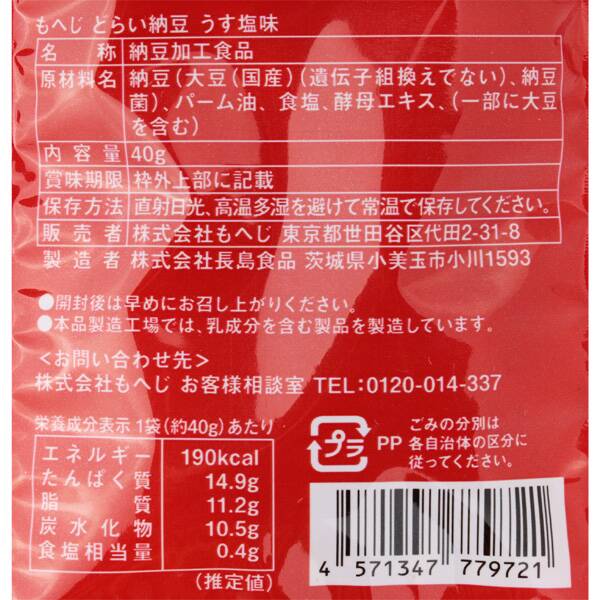 もへじ とらい納豆 うす塩味
名称 納豆加工食品
原材料名 納豆(大豆(国産)(遺伝子組換えでない)、納豆
菌)、パーム油、食塩、酵母エキス、(一部に大豆
を含む)
内容量 40g
賞味期限 枠外上部に記載
保存方法 直射日光、高温多湿を避けて常温で保存してください。
販売者 株式会社もへじ 東京都世田谷区代田2-31-8
製造者 株式会社長島食品 茨城県小美玉市小川1593
●開封後は早めにお召し上がりください。
●本品製造工場では、乳成分を含む製品を製造しています。
<お問い合わせ先>
株式会社もへじ お客様相談室 TEL:0120-014-337
栄養成分表示 1袋(約40g)あたり
エネルギー 190kcal
たんぱく質 14.9g
脂質 11.2g
炭水化物 10.5g
食塩相当量 0.4g
(推定値)
プラ
PP
ごみの分別は
各自治体の区分に
従ってください。
4 571347 779721